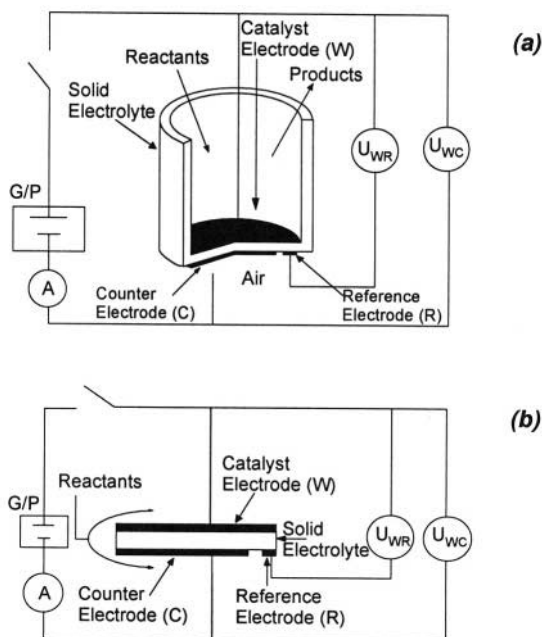 Catalyst
Electrode (W)
(a)
Reactants
Products
Solid
Electrolyte
U_WR
U_WC
G/P
A
Air
Counter
Electrode (C)
Reference
Electrode (R)
(b)
Reactants
Catalyst
Electrode (W)
G/P
Solid
Electrolyte
U_WR
U_WC
A
Counter
Electrode (C)
Reference
Electrode (R)